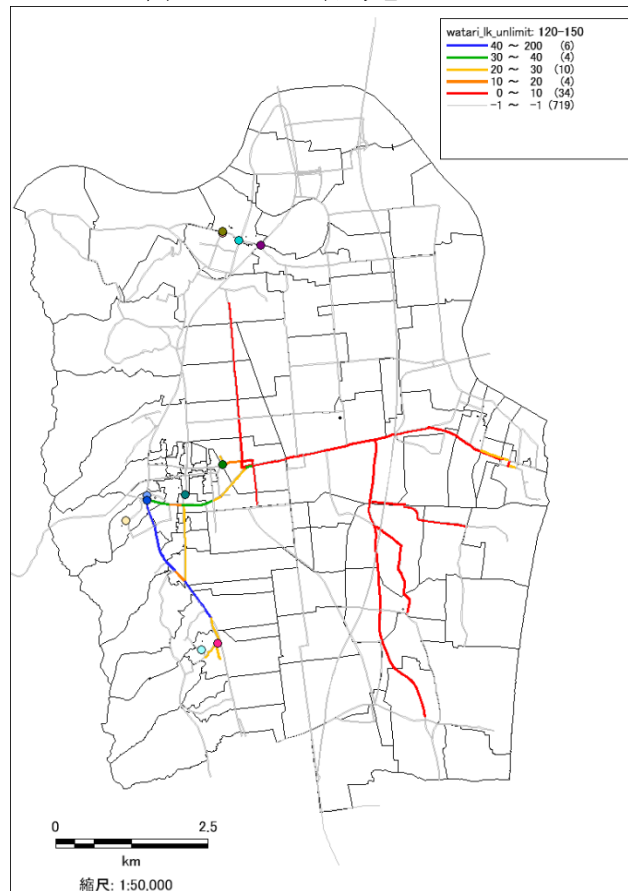 watari_lk_unlimit: 120-150
40 ～ 200 (6)
30 ～ 40 (4)
20 ～ 30 (10)
10 ～ 20 (4)
0 ～ 10 (34)
-1 ～ -1 (719)
0 2.5
km
縮尺: 1:50,000